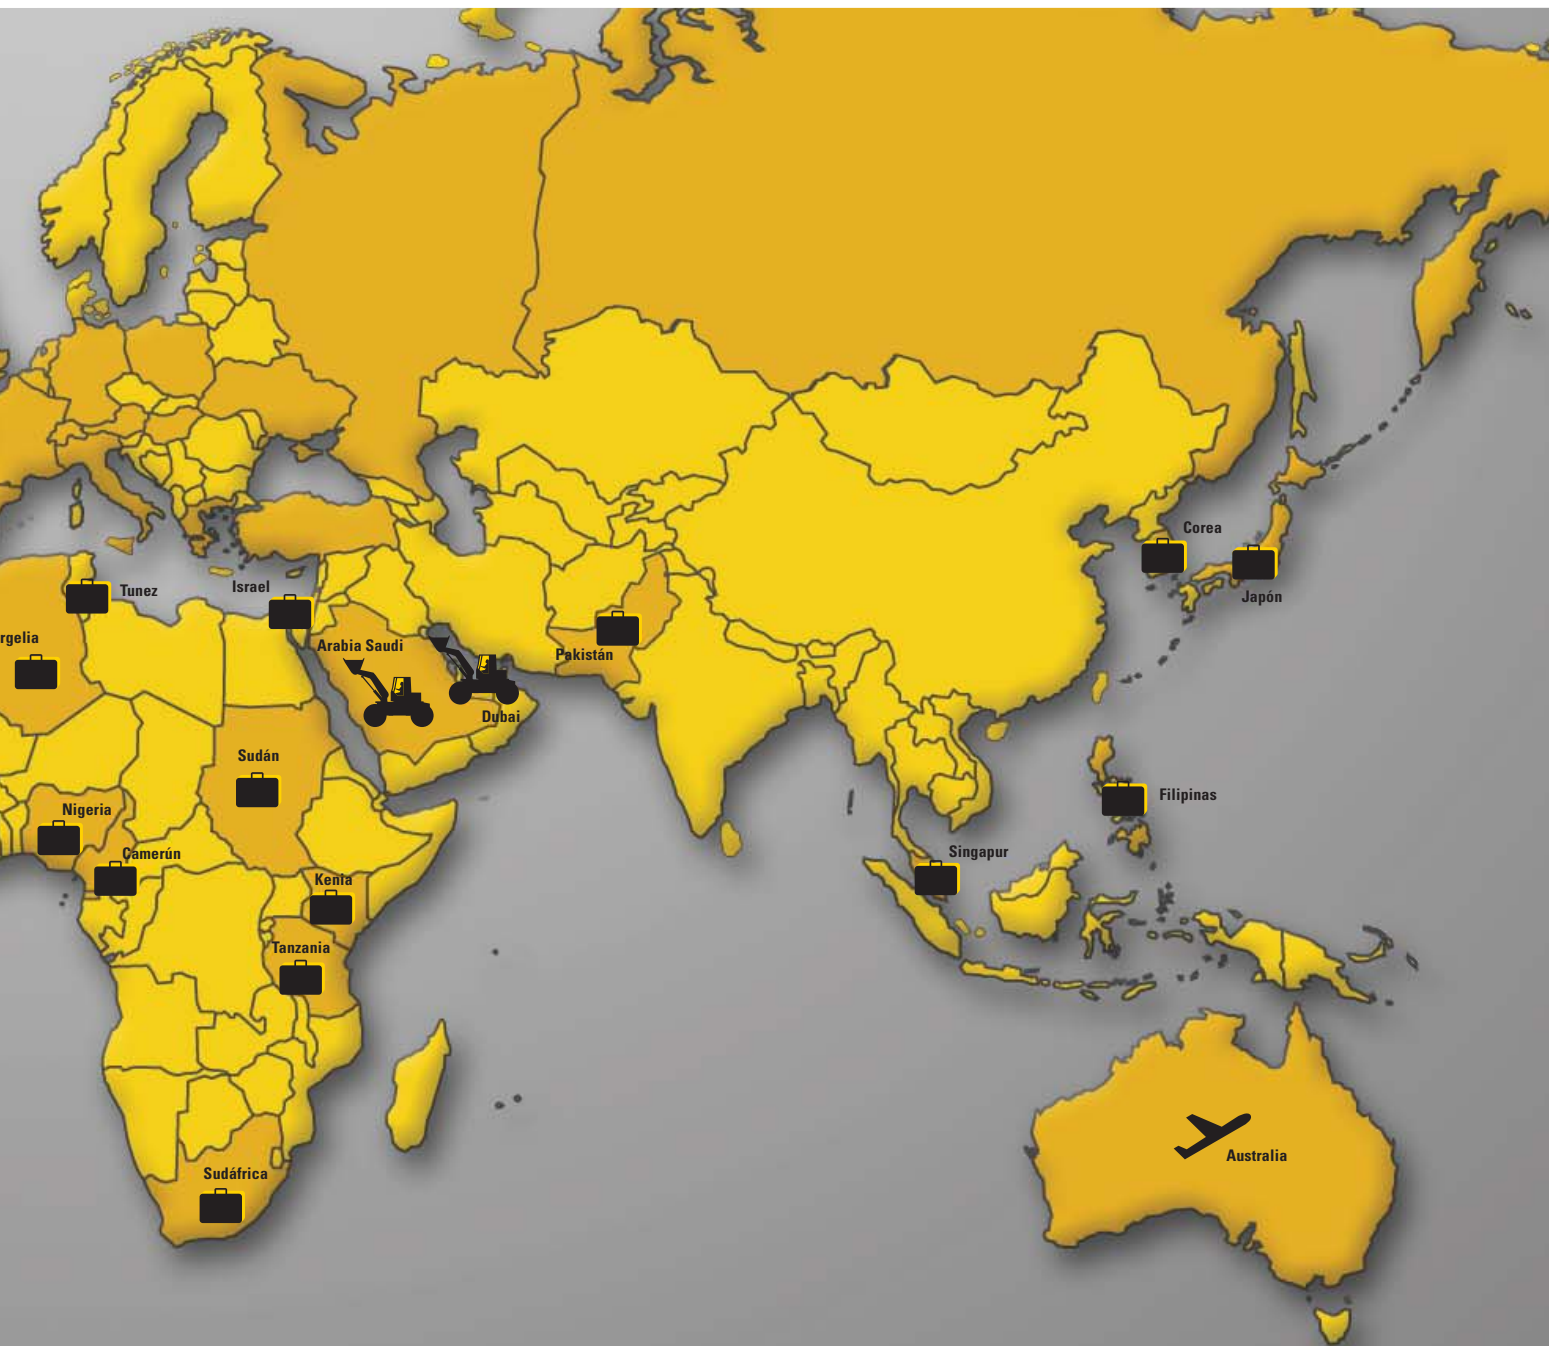 Corea
Japón
Tunez
Israel
rgelia
Arabia Saudi
Pakistán
Dubai
Sudán
Filipinas
Nigeria
Camerún
Singapur
Kenia
Tanzania
Australia
Sudáfrica